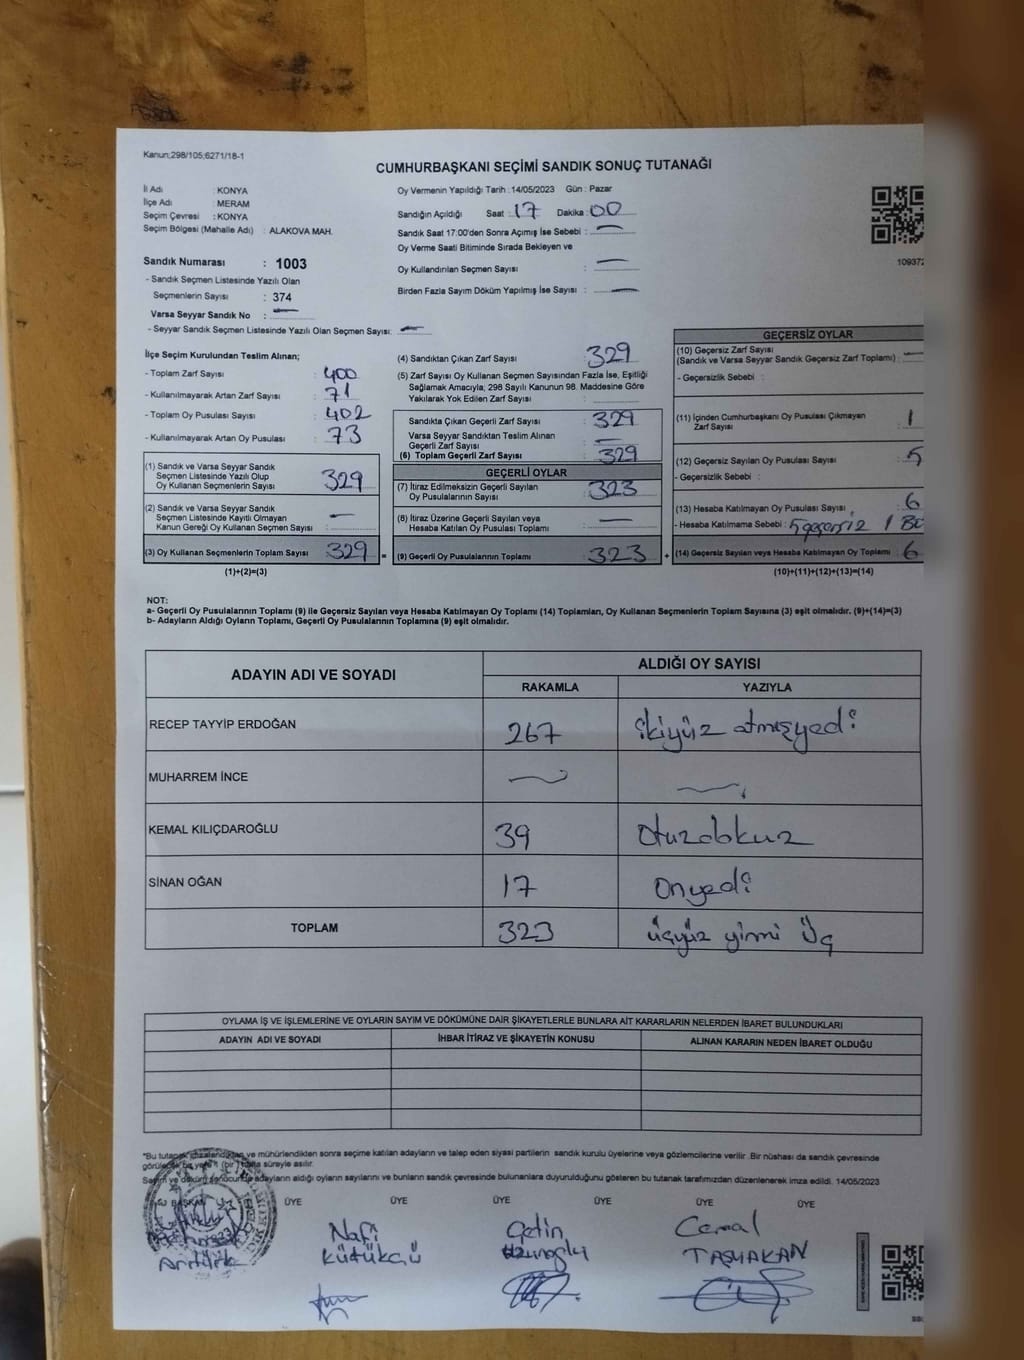 Kanun;298/105;6271/18-1
CUMHURBAŞKANI SEÇİMİ SANDIK SONUÇ TUTANAĞI
İl Adı : KONYA
İlçe Adı : MERAM
Seçim Çevresi : KONYA
Seçim Bölgesi (Mahalle Adı) : ALAKOVA MAH.
Oy Vermenin Yapıldığı Tarih :14/05/2023 Gün : Pazar
Sandığın Açıldığı Saat : 17 Dakika : 00
Sandık Saat 17:00'den Sonra Açılmış İse Sebebi : —
Oy Verme Saati Bitiminde Sırada Bekleyen ve
Oy Kullandırılan Seçmen Sayısı : —
Birden Fazla Sayım Döküm Yapılmış İse Sayısı : —
109372
Sandık Numarası : 1003
- Sandık Seçmen Listesinde Yazılı Olan
Seçmenlerin Sayısı : 374
Varsa Seyyar Sandık No : —
- Seyyar Sandık Seçmen Listesinde Yazılı Olan Seçmen Sayısı: —
İlçe Seçim Kurulundan Teslim Alınan;
- Toplam Zarf Sayısı : 400
- Kullanılmayarak Artan Zarf Sayısı : 71
- Toplam Oy Pusulası Sayısı : 402
- Kullanılmayarak Artan Oy Pusulası : 73
(1) Sandık ve Varsa Seyyar Sandık
Seçmen Listesinde Yazılı Olup
Oy Kullanan Seçmenlerin Sayısı : 329
(2) Sandık ve Varsa Seyyar Sandık
Seçmen Listesinde Kayıtlı Olmayan
Kanun Gereği Oy Kullanan Seçmen Sayısı : —
(3) Oy Kullanan Seçmenlerin Toplam Sayısı : 329 =
(1)+(2)=(3)
(4) Sandıktan Çıkan Zarf Sayısı : 329
(5) Zarf Sayısı Oy Kullanan Seçmen Sayısından Fazla İse, Eşitliği
Sağlamak Amacıyla; 298 Sayılı Kanunun 98. Maddesine Göre
Yakılarak Yok Edilen Zarf Sayısı :
Sandıkta Çıkan Geçerli Zarf Sayısı : 329
Varsa Seyyar Sandıktan Teslim Alınan
Geçerli Zarf Sayısı : —
(6) Toplam Geçerli Zarf Sayısı : 329
GEÇERLİ OYLAR
(7) İtiraz Edilmeksizin Geçerli Sayılan
Oy Pusulalarının Sayısı : 323
(8) İtiraz Üzerine Geçerli Sayılan veya
Hesaba Katılan Oy Pusulası Toplamı : —
(9) Geçerli Oy Pusulalarının Toplamı : 323 +
GEÇERSİZ OYLAR
(10) Geçersiz Zarf Sayısı
(Sandık ve Varsa Seyyar Sandık Geçersiz Zarf Toplamı) : —
- Geçersizlik Sebebi :
(11) İçinden Cumhurbaşkanı Oy Pusulası Çıkmayan
Zarf Sayısı : 1
(12) Geçersiz Sayılan Oy Pusulası Sayısı : 5
- Geçersizlik Sebebi :
(13) Hesaba Katılmayan Oy Pusulası Sayısı : 6
- Hesaba Katılmama Sebebi : 5 geçersiz 1
(14) Geçersiz Sayılan veya Hesaba Katılmayan Oy Toplamı : 6
(10)+(11)+(12)+(13)=(14)
NOT:
a- Geçerli Oy Pusulalarının Toplamı (9) ile Geçersiz Sayılan veya Hesaba Katılmayan Oy Toplamı (14) Toplamları, Oy Kullanan Seçmenlerin Toplam Sayısına (3) eşit olmalıdır. (9)+(14)=(3)
b- Adayların Aldığı Oyların Toplamı, Geçerli Oy Pusulalarının Toplamına (9) eşit olmalıdır.
ADAYIN ADI VE SOYADI ALDIĞI OY SAYISI
RAKAMLA YAZIYLA
RECEP TAYYİP ERDOĞAN 267 ikiyüz atmışyedi
MUHARREM İNCE — —
KEMAL KILIÇDAROĞLU 39 Otuzdokuz
SİNAN OĞAN 17 Onyedi
TOPLAM 323 üçyüz yirmi üç
OYLAMA İŞ VE İŞLEMLERİNE VE OYLARIN SAYIM VE DÖKÜMÜNE DAİR ŞİKAYETLERLE BUNLARA AİT KARARLARIN NELERDEN İBARET BULUNDUKLARI
ADAYIN ADI VE SOYADI İHBAR İTİRAZ VE ŞİKAYETİN KONUSU ALINAN KARARIN NEDEN İBARET OLDUĞU
"Bu tutanak imzalandıktan ve mühürlendikten sonra seçime katılan adayların ve talep eden siyasi partilerin sandık kurulu üyelerine veya gözlemcilerine verilir .Bir nüshası da sandık çevresinde
görülecek bir yere 1 (bir) hafta süreyle asılır.
Sayım ve döküm sonucunda adayların aldığı oyların sayılarını ve bunların sandık çevresinde bulunanlara duyurulduğunu gösteren bu tutanak tarafımızdan düzenlenerek imza edildi. 14/05/2023
BAŞKAN ÜYE ÜYE ÜYE ÜYE ÜYE ÜYE
Nafi Çetin Cemal
Kütükcü Uzunoğlu TAŞMAKAN